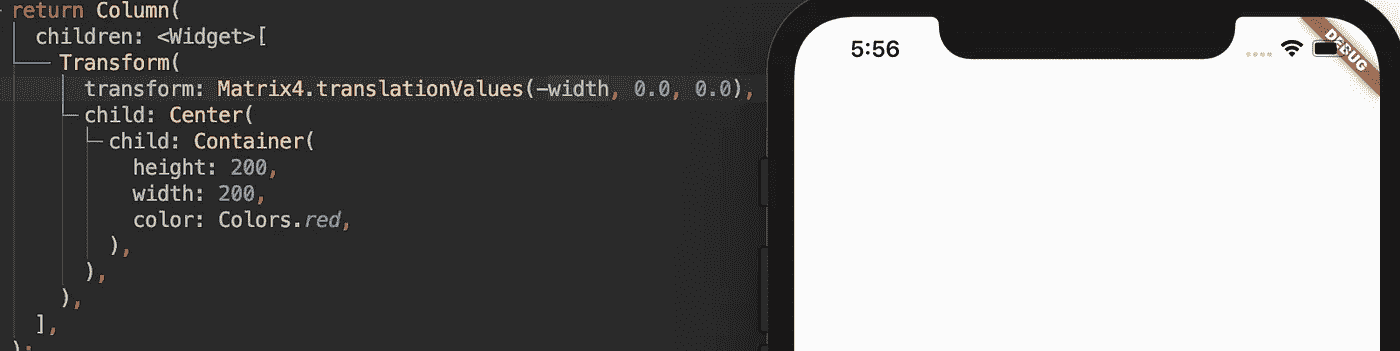 return Column(
children: <Widget>[
Transform(
transform: Matrix4.translationValues(-width, 0.0, 0.0),
child: Center(
child: Container(
height: 200,
width: 200,
color: Colors.red,
),
),
),
],
);
5:56
DEBUG